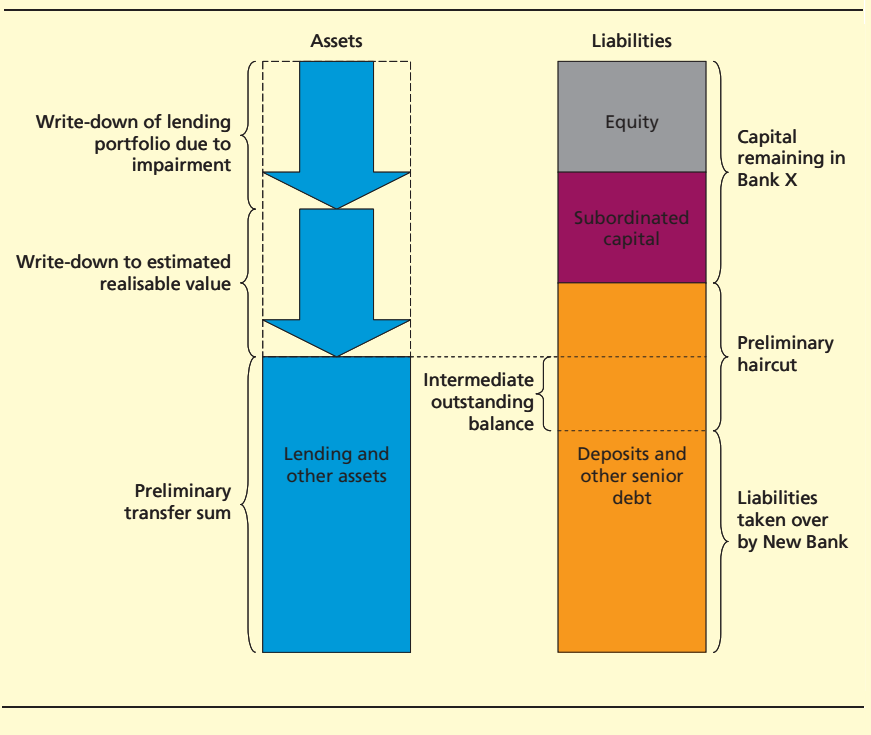 Assets
Liabilities
Write-down of lending
portfolio due to
impairment
Write-down to estimated
realisable value
Preliminary
transfer sum
Lending and
other assets
Intermediate
outstanding
balance
Equity
Subordinated
capital
Deposits and
other senior
debt
Capital
remaining in
Bank X
Preliminary
haircut
Liabilities
taken over
by New Bank